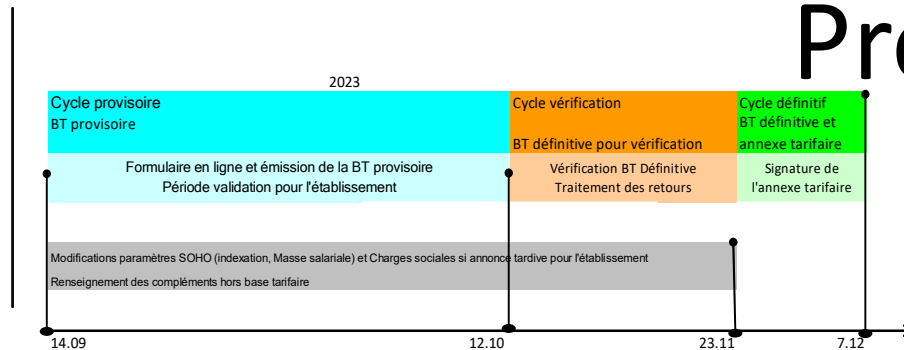 Pro
2023
Cycle provisoire
BT provisoire
Cycle vérification
BT définitive pour vérification
Cycle définitif
BT définitive et
annexe tarifaire
Formulaire en ligne et émission de la BT provisoire
Période validation pour l'établissement
Vérification BT Définitive
Traitement des retours
Signature de
l'annexe tarifaire
Modifications paramètres SOHO (indexation, Masse salariale) et Charges sociales si annonce tardive pour l'établissement
Renseignement des compléments hors base tarifaire
14.09
12.10
23.11
7.12